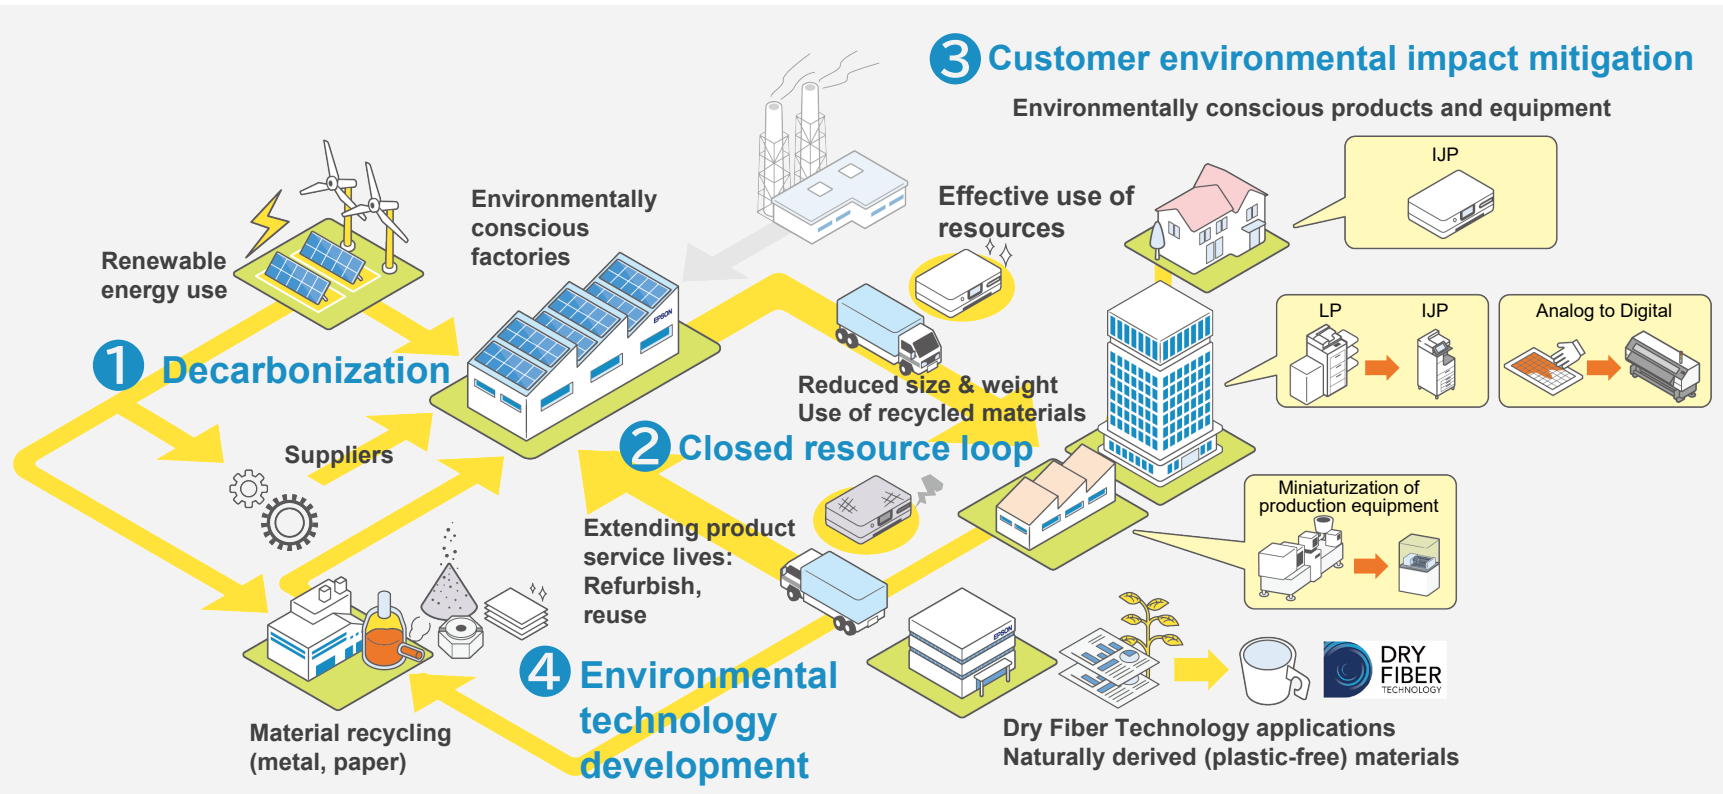 3 Customer environmental impact mitigation
Environmentally conscious products and equipment
IJP
Environmentally
conscious
factories
Effective use of
resources
Renewable
energy use
EPSON
LP
IJP
Analog to Digital
1 Decarbonization
Reduced size & weight
Use of recycled materials
2 Closed resource loop
Suppliers
Miniaturization of
production equipment
Extending product
service lives:
Refurbish,
reuse
EPSON
4 Environmental
technology
development
DRY
FIBER
TECHNOLOGY
Material recycling
(metal, paper)
Dry Fiber Technology applications
Naturally derived (plastic-free) materials